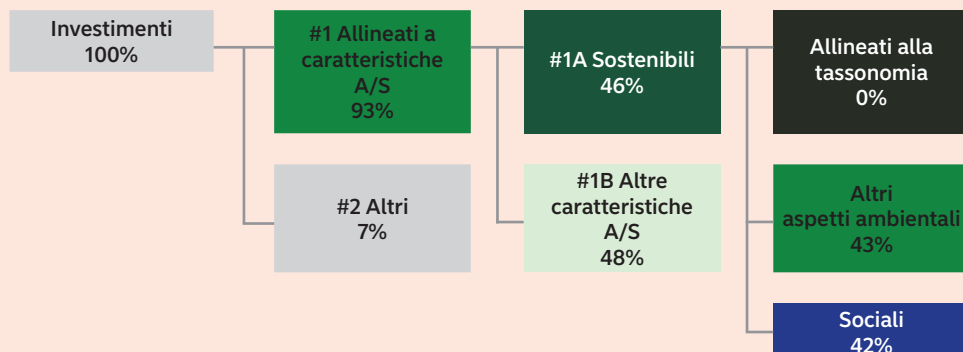 Investimenti
100%
#1 Allineati a
caratteristiche
A/S
93%
#1A Sostenibili
46%
Allineati alla
tassonomia
0%
#2 Altri
7%
#1B Altre
caratteristiche
A/S
48%
Altri
aspetti ambientali
43%
Sociali
42%